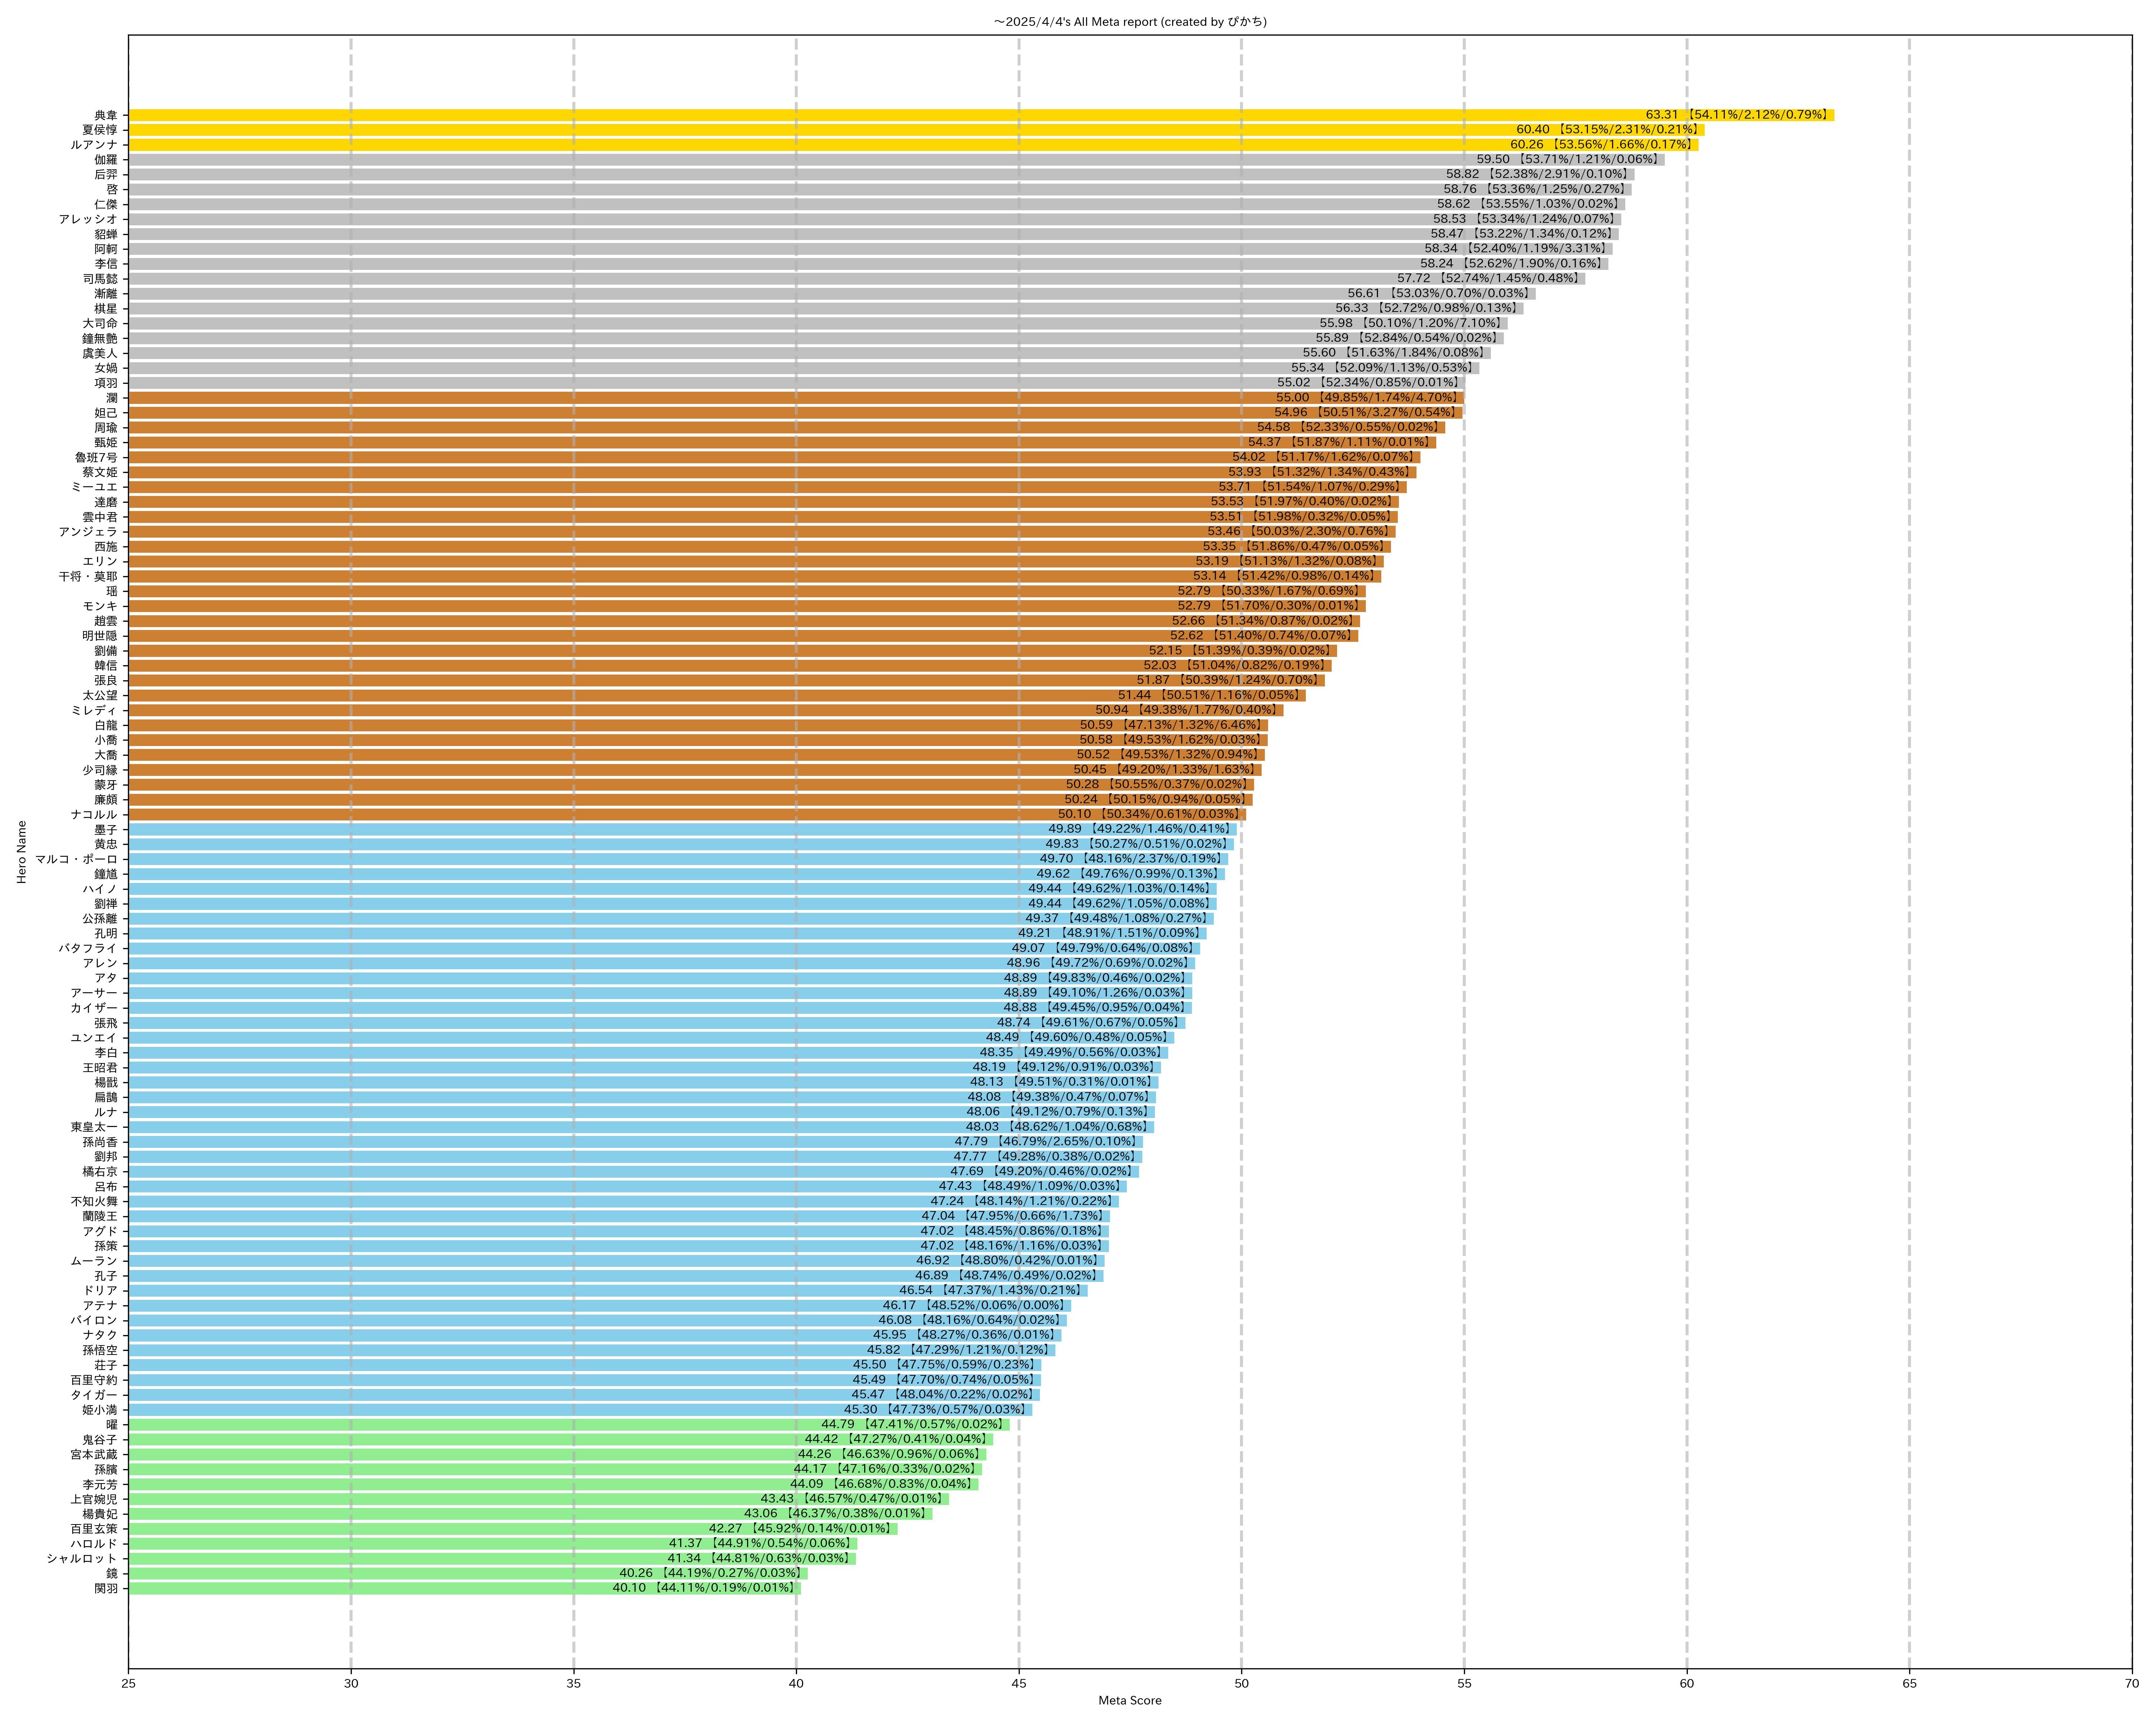 ～2025/4/4's All Meta report (created by ぴかち)
Hero Name
典韋 63.31 【54.11%/2.12%/0.79%】
夏侯惇 60.40 【53.15%/2.31%/0.21%】
ルアンナ 60.26 【53.56%/1.66%/0.17%】
伽羅 59.50 【53.71%/1.21%/0.06%】
后羿 58.82 【52.38%/2.91%/0.10%】
啓 58.76 【53.36%/1.25%/0.27%】
仁傑 58.62 【53.55%/1.03%/0.02%】
アレッシオ 58.53 【53.34%/1.24%/0.07%】
貂蝉 58.47 【53.22%/1.34%/0.12%】
阿軻 58.34 【52.40%/1.19%/3.31%】
李信 58.24 【52.62%/1.90%/0.16%】
司馬懿 57.72 【52.74%/1.45%/0.48%】
漸離 56.61 【53.03%/0.70%/0.03%】
棋星 56.33 【52.72%/0.98%/0.13%】
大司命 55.98 【50.10%/1.20%/7.10%】
鐘無艶 55.89 【52.84%/0.54%/0.02%】
虞美人 55.60 【51.63%/1.84%/0.08%】
女媧 55.34 【52.09%/1.13%/0.53%】
項羽 55.02 【52.34%/0.85%/0.01%】
瀾 55.00 【49.85%/1.74%/4.70%】
妲己 54.96 【50.51%/3.27%/0.54%】
周瑜 54.58 【52.33%/0.55%/0.02%】
甄姫 54.37 【51.87%/1.11%/0.01%】
魯班7号 54.02 【51.17%/1.62%/0.07%】
蔡文姫 53.93 【51.32%/1.34%/0.43%】
ミーユエ 53.71 【51.54%/1.07%/0.29%】
達磨 53.53 【51.97%/0.40%/0.02%】
雲中君 53.51 【51.98%/0.32%/0.05%】
アンジェラ 53.46 【50.03%/2.30%/0.76%】
西施 53.35 【51.86%/0.47%/0.05%】
エリン 53.19 【51.13%/1.32%/0.08%】
干将・莫耶 53.14 【51.42%/0.98%/0.14%】
瑶 52.79 【50.33%/1.67%/0.69%】
モンキ 52.79 【51.70%/0.30%/0.01%】
趙雲 52.66 【51.34%/0.87%/0.02%】
明世隠 52.62 【51.40%/0.74%/0.07%】
劉備 52.15 【51.39%/0.39%/0.02%】
韓信 52.03 【51.04%/0.82%/0.19%】
張良 51.87 【50.39%/1.24%/0.70%】
太公望 51.44 【50.51%/1.16%/0.05%】
ミレディ 50.94 【49.38%/1.77%/0.40%】
白龍 50.59 【47.13%/1.32%/6.46%】
小喬 50.58 【49.53%/1.62%/0.03%】
大喬 50.52 【49.53%/1.32%/0.94%】
少司縁 50.45 【49.20%/1.33%/1.63%】
蒙牙 50.28 【50.55%/0.37%/0.02%】
廉頗 50.24 【50.15%/0.94%/0.05%】
ナコルル 50.10 【50.34%/0.61%/0.03%】
墨子 49.89 【49.22%/1.46%/0.41%】
黄忠 49.83 【50.27%/0.51%/0.02%】
マルコ・ポーロ 49.70 【48.16%/2.37%/0.19%】
鐘馗 49.62 【49.76%/0.99%/0.13%】
ハイノ 49.44 【49.62%/1.03%/0.14%】
劉禅 49.44 【49.62%/1.05%/0.08%】
公孫離 49.37 【49.48%/1.08%/0.27%】
孔明 49.21 【48.91%/1.51%/0.09%】
バタフライ 49.07 【49.79%/0.64%/0.08%】
アレン 48.96 【49.72%/0.69%/0.02%】
アタ 48.89 【49.83%/0.46%/0.02%】
アーサー 48.89 【49.10%/1.26%/0.03%】
カイザー 48.88 【49.45%/0.95%/0.04%】
張飛 48.74 【49.61%/0.67%/0.05%】
ユンエイ 48.49 【49.60%/0.48%/0.05%】
李白 48.35 【49.49%/0.56%/0.03%】
王昭君 48.19 【49.12%/0.91%/0.03%】
楊戩 48.13 【49.51%/0.31%/0.01%】
扁鵲 48.08 【49.38%/0.47%/0.07%】
ルナ 48.06 【49.12%/0.79%/0.13%】
東皇太一 48.03 【48.62%/1.04%/0.68%】
孫尚香 47.79 【46.79%/2.65%/0.10%】
劉邦 47.77 【49.28%/0.38%/0.02%】
橘右京 47.69 【49.20%/0.46%/0.02%】
呂布 47.43 【48.49%/1.09%/0.03%】
不知火舞 47.24 【48.14%/1.21%/0.22%】
蘭陵王 47.04 【47.95%/0.66%/1.73%】
アグド 47.02 【48.45%/0.86%/0.18%】
孫策 47.02 【48.16%/1.16%/0.03%】
ムーラン 46.92 【48.80%/0.42%/0.01%】
孔子 46.89 【48.74%/0.49%/0.02%】
ドリア 46.54 【47.37%/1.43%/0.21%】
アテナ 46.17 【48.52%/0.06%/0.00%】
バイロン 46.08 【48.16%/0.64%/0.02%】
ナタク 45.95 【48.27%/0.36%/0.01%】
孫悟空 45.82 【47.29%/1.21%/0.12%】
荘子 45.50 【47.75%/0.59%/0.23%】
百里守約 45.49 【47.70%/0.74%/0.05%】
タイガー 45.47 【48.04%/0.22%/0.02%】
姫小満 45.30 【47.73%/0.57%/0.03%】
曜 44.79 【47.41%/0.57%/0.02%】
鬼谷子 44.42 【47.27%/0.41%/0.04%】
宮本武蔵 44.26 【46.63%/0.96%/0.06%】
孫臏 44.17 【47.16%/0.33%/0.02%】
李元芳 44.09 【46.68%/0.83%/0.04%】
上官婉児 43.43 【46.57%/0.47%/0.01%】
楊貴妃 43.06 【46.37%/0.38%/0.01%】
百里玄策 42.27 【45.92%/0.14%/0.01%】
ハロルド 41.37 【44.91%/0.54%/0.06%】
シャルロット 41.34 【44.81%/0.63%/0.03%】
鏡 40.26 【44.19%/0.27%/0.03%】
関羽 40.10 【44.11%/0.19%/0.01%】
25 30 35 40 45 50 55 60 65 70
Meta Score